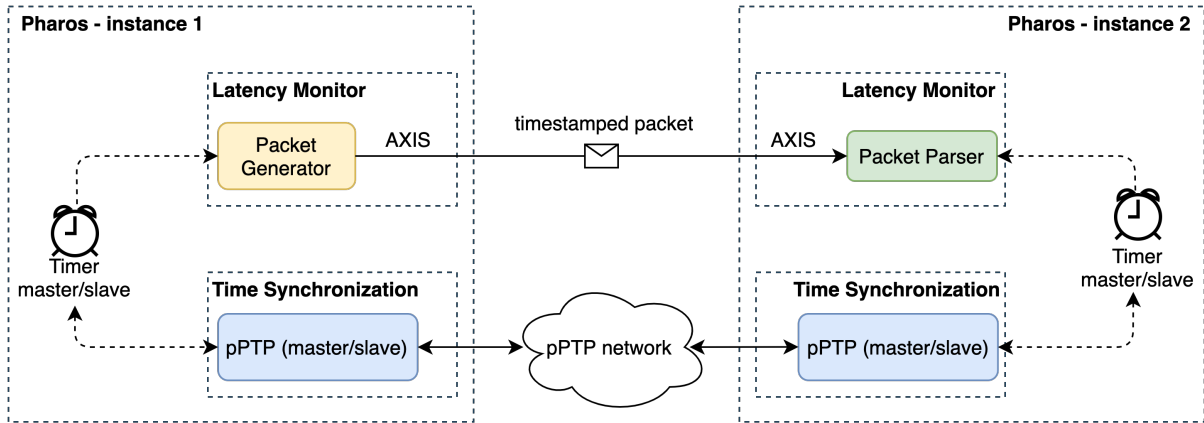 Pharos - instance 1
Pharos - instance 2
Latency Monitor
Packet
Generator
AXIS
timestamped packet
Latency Monitor
AXIS
Packet Parser
Timer
master/slave
Timer
master/slave
Time Synchronization
pPTP (master/slave)
pPTP network
Time Synchronization
pPTP (master/slave)